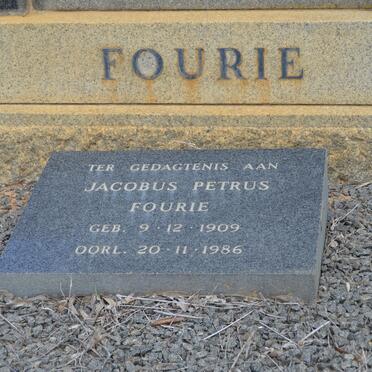 FOURIE
TER GEDAGTENIS AAN
JACOBUS PETRUS
FOURIE
GEB. 9·12·1909
OORL. 20·11·1986